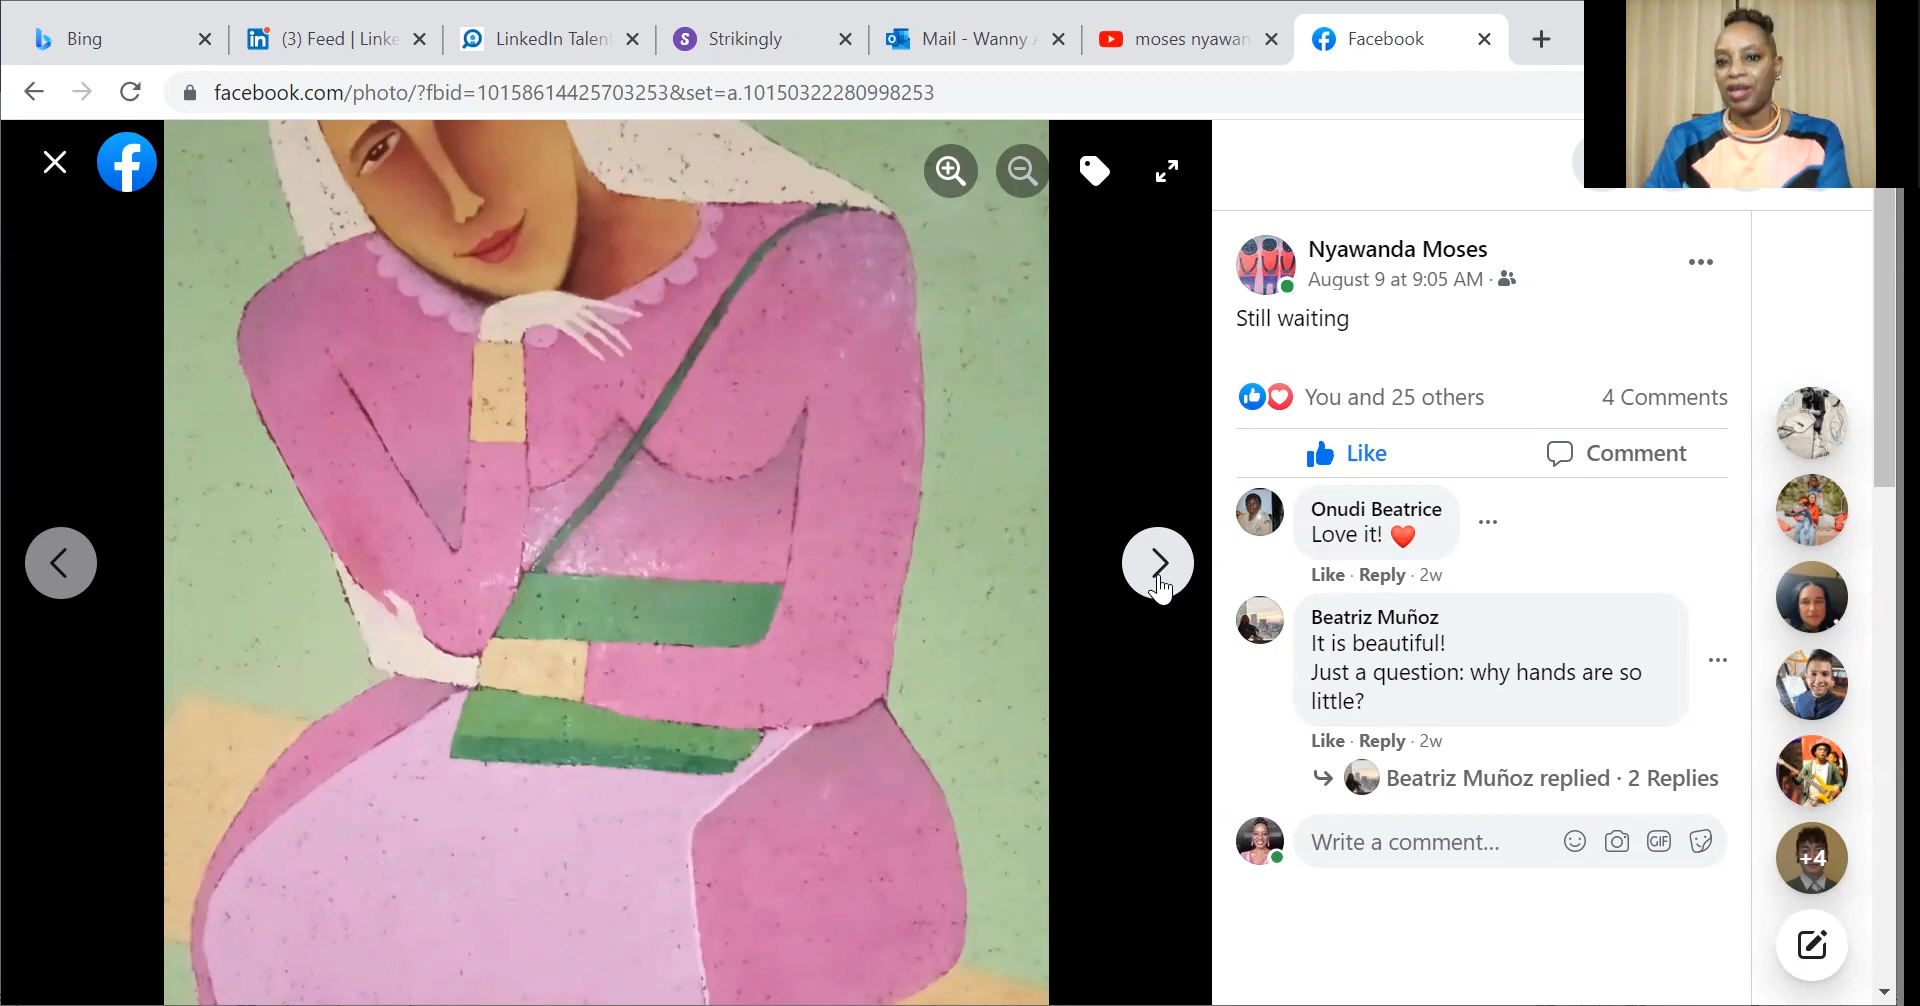 Bing
(3) Feed | Linke
LinkedIn Talen
S Strikingly
Mail - Wanny
moses nyawan
Facebook
facebook.com/photo/?fbid=10158614425703253&set=a.10150322280998253
Nyawanda Moses
August 9 at 9:05 AM ·
Still waiting
You and 25 others 4 Comments
Like Comment
Onudi Beatrice
Love it! ❤️
Like · Reply · 2w
Beatriz Muñoz
It is beautiful!
Just a question: why hands are so
little?
Like · Reply · 2w
Beatriz Muñoz replied · 2 Replies
Write a comment... GIF
+4